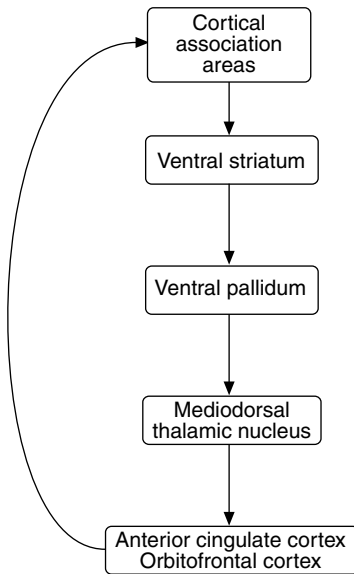 Cortical
association
areas
Ventral striatum
Ventral pallidum
Mediodorsal
thalamic nucleus
Anterior cingulate cortex
Orbitofrontal cortex